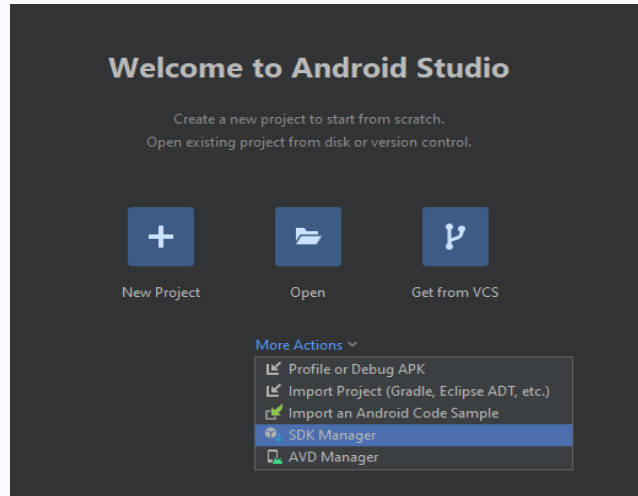 Welcome to Android Studio
Create a new project to start from scratch.
Open existing project from disk or version control.
New Project
Open
Get from VCS
More Actions
Profile or Debug APK
Import Project (Gradle, Eclipse ADT, etc.)
Import an Android Code Sample
SDK Manager
AVD Manager